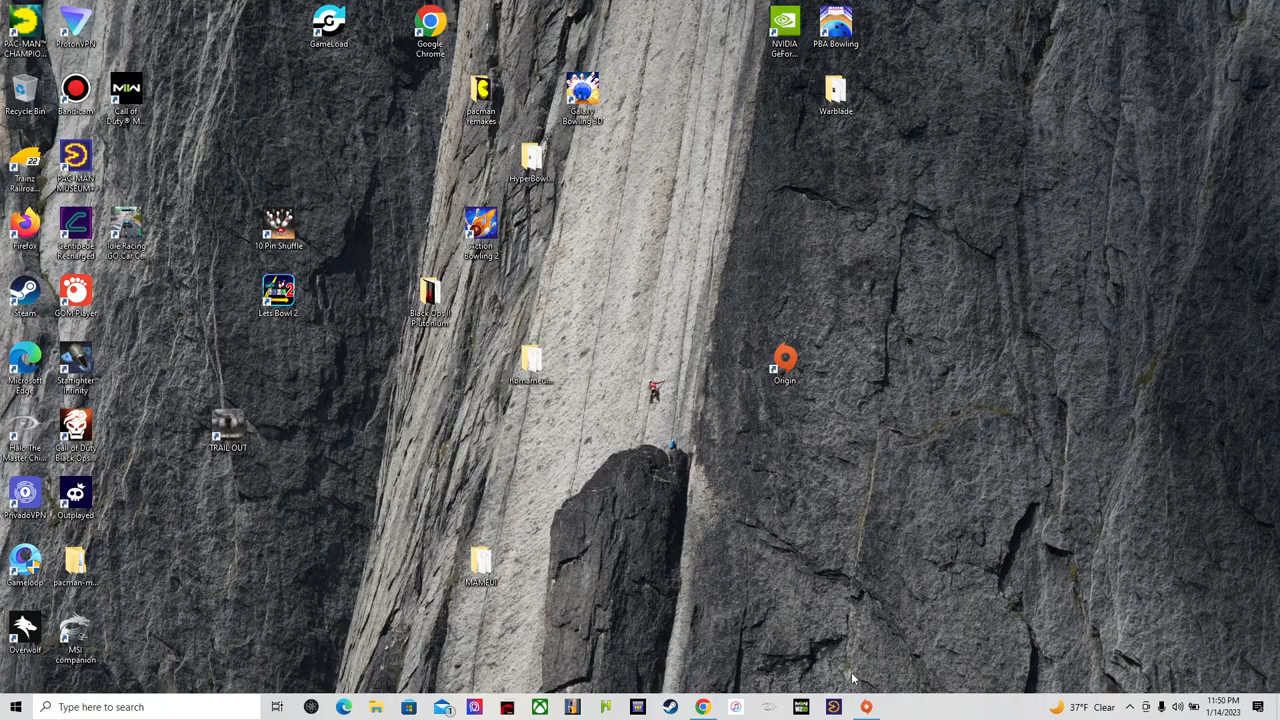 PAC-MAN™
CHAMPIO...
ProtonVPN
GameLoad
Google
Chrome
NVIDIA
GeFor...
PBA Bowling
Recycle Bin
Bandicam
Call of
Duty® M...
pacman
remakes
Galaxy
Bowling 3D
Warblade
Trainz
Railroa...
PAC-MAN
MUSEUM+
HyperBowl...
Firefox
Centipede
Recharged
Idle Racing
GO Car C...
10 Pin Shuffle
Action
Bowling 2
Steam
GOM Player
Lets Bowl 2
Black Ops II
Plutonium
Microsoft
Edge
Starfighter
Infinity
Origin
Halo The
Master Chi...
Call of Duty
Black Ops...
TRAIL OUT
PrivadoVPN
Outplayed
Gameloop
pacman-m...
Overwolf
MSI
companion
Type here to search
37°F Clear
11:50 PM
1/14/2023